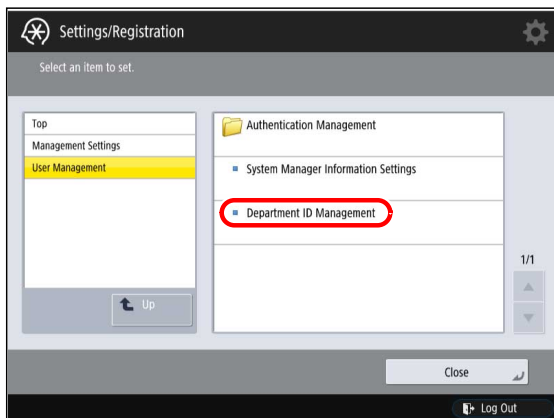 Settings/Registration
Select an item to set.
Top
Management Settings
User Management
Up
Authentication Management
System Manager Information Settings
Department ID Management
1/1
Close
Log Out